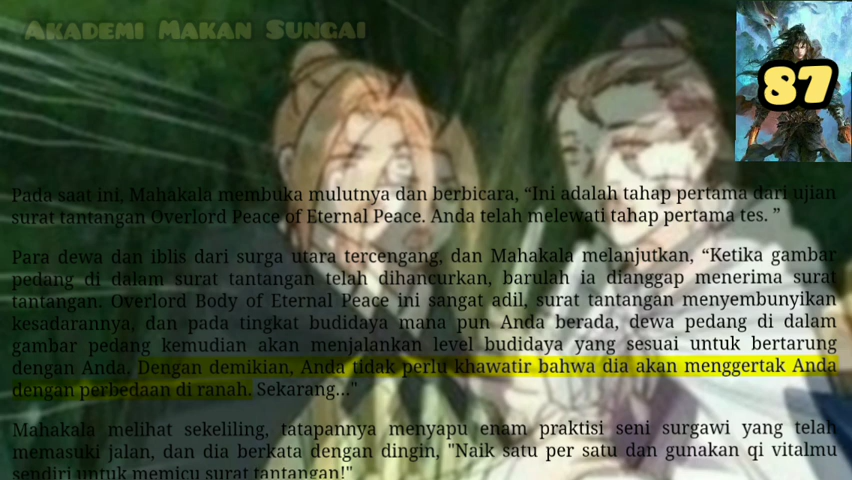 Akademi Makan Sungai
87
Pada saat ini, Mahakala membuka mulutnya dan berbicara, “Ini adalah tahap pertama dari ujian
surat tantangan Overlord Peace of Eternal Peace. Anda telah melewati tahap pertama tes. ”
Para dewa dan iblis dari surga utara tercengang, dan Mahakala melanjutkan, “Ketika gambar
pedang di dalam surat tantangan telah dihancurkan, barulah ia dianggap menerima surat
tantangan. Overlord Body of Eternal Peace ini sangat adil, surat tantangan menyembunyikan
kesadarannya, dan pada tingkat budidaya mana pun Anda berada, dewa pedang di dalam
gambar pedang kemudian akan menjalankan level budidaya yang sesuai untuk bertarung
dengan Anda. Dengan demikian, Anda tidak perlu khawatir bahwa dia akan menggertak Anda
dengan perbedaan di ranah. Sekarang..."
Mahakala melihat sekeliling, tatapannya menyapu enam praktisi seni surgawi yang telah
memasuki jalan, dan dia berkata dengan dingin, "Naik satu per satu dan gunakan qi vitalmu
sendiri untuk memicu surat tantangan!"